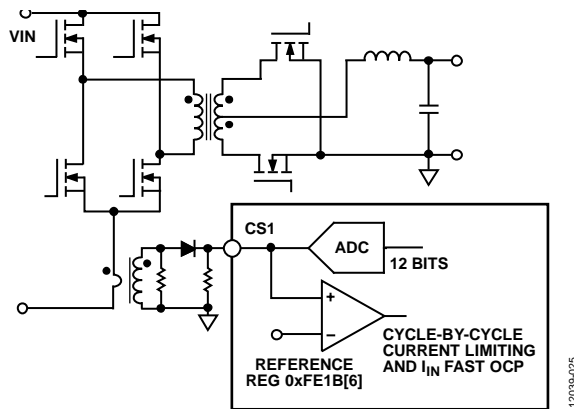 VIN
CS1
ADC
12 BITS
+
−
REFERENCE
REG 0xFE1B[6]
CYCLE-BY-CYCLE
CURRENT LIMITING
AND IIN FAST OCP
12039-025